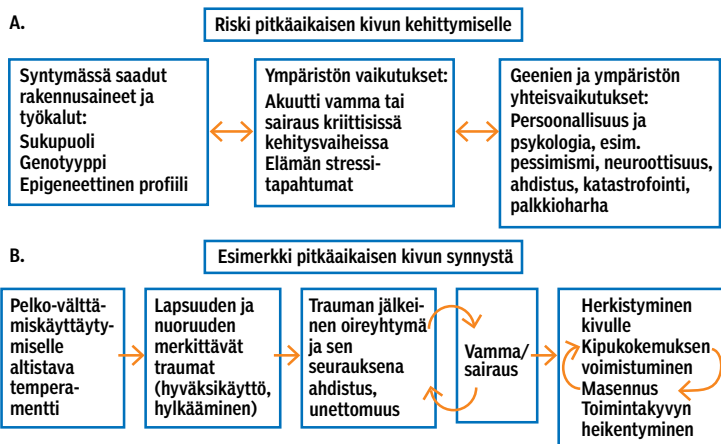 A.
Riski pitkäaikaisen kivun kehittymiselle
Syntymässä saadut
rakennusaineet ja
työkalut:
Sukupuoli
Genotyyppi
Epigeneettinen profiili
Ympäristön vaikutukset:
Akuutti vamma tai
sairaus kriittisissä
kehitysvaiheissa
Elämän stressi-
tapahtumat
Geenien ja ympäristön
yhteisvaikutukset:
Persoonallisuus ja
psykologia, esim.
pessimismi, neuroottisuus,
ahdistus, katastrofointi,
palkkioharha
B.
Esimerkki pitkäaikaisen kivun synnystä
Pelko-välttä-
miskäyttäyty-
miselle
altistava
tempera-
mentti
Lapsuuden ja
nuoruuden
merkittävät
traumat
(hyväksikäyttö,
hylkääminen)
Trauman jälkei-
nen oireyhtymä
ja sen
seurauksena
ahdistus,
unettomuus
Vamma/
sairaus
Herkistyminen
kivulle
Kipukokemuksen
voimistuminen
Masennus
Toimintakyvyn
heikentyminen